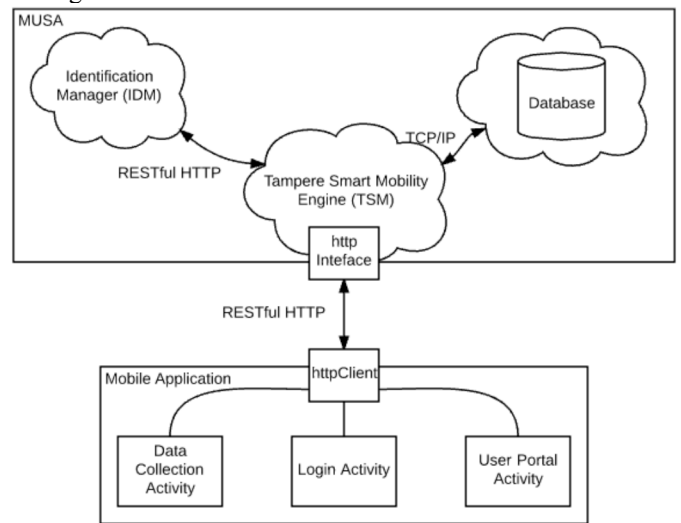 MUSA
Identification
Manager (IDM)
Database
TCP/IP
RESTful HTTP
Tampere Smart Mobility
Engine (TSM)
http
Inteface
RESTful HTTP
httpClient
Mobile Application
Data
Collection
Activity
Login Activity
User Portal
Activity